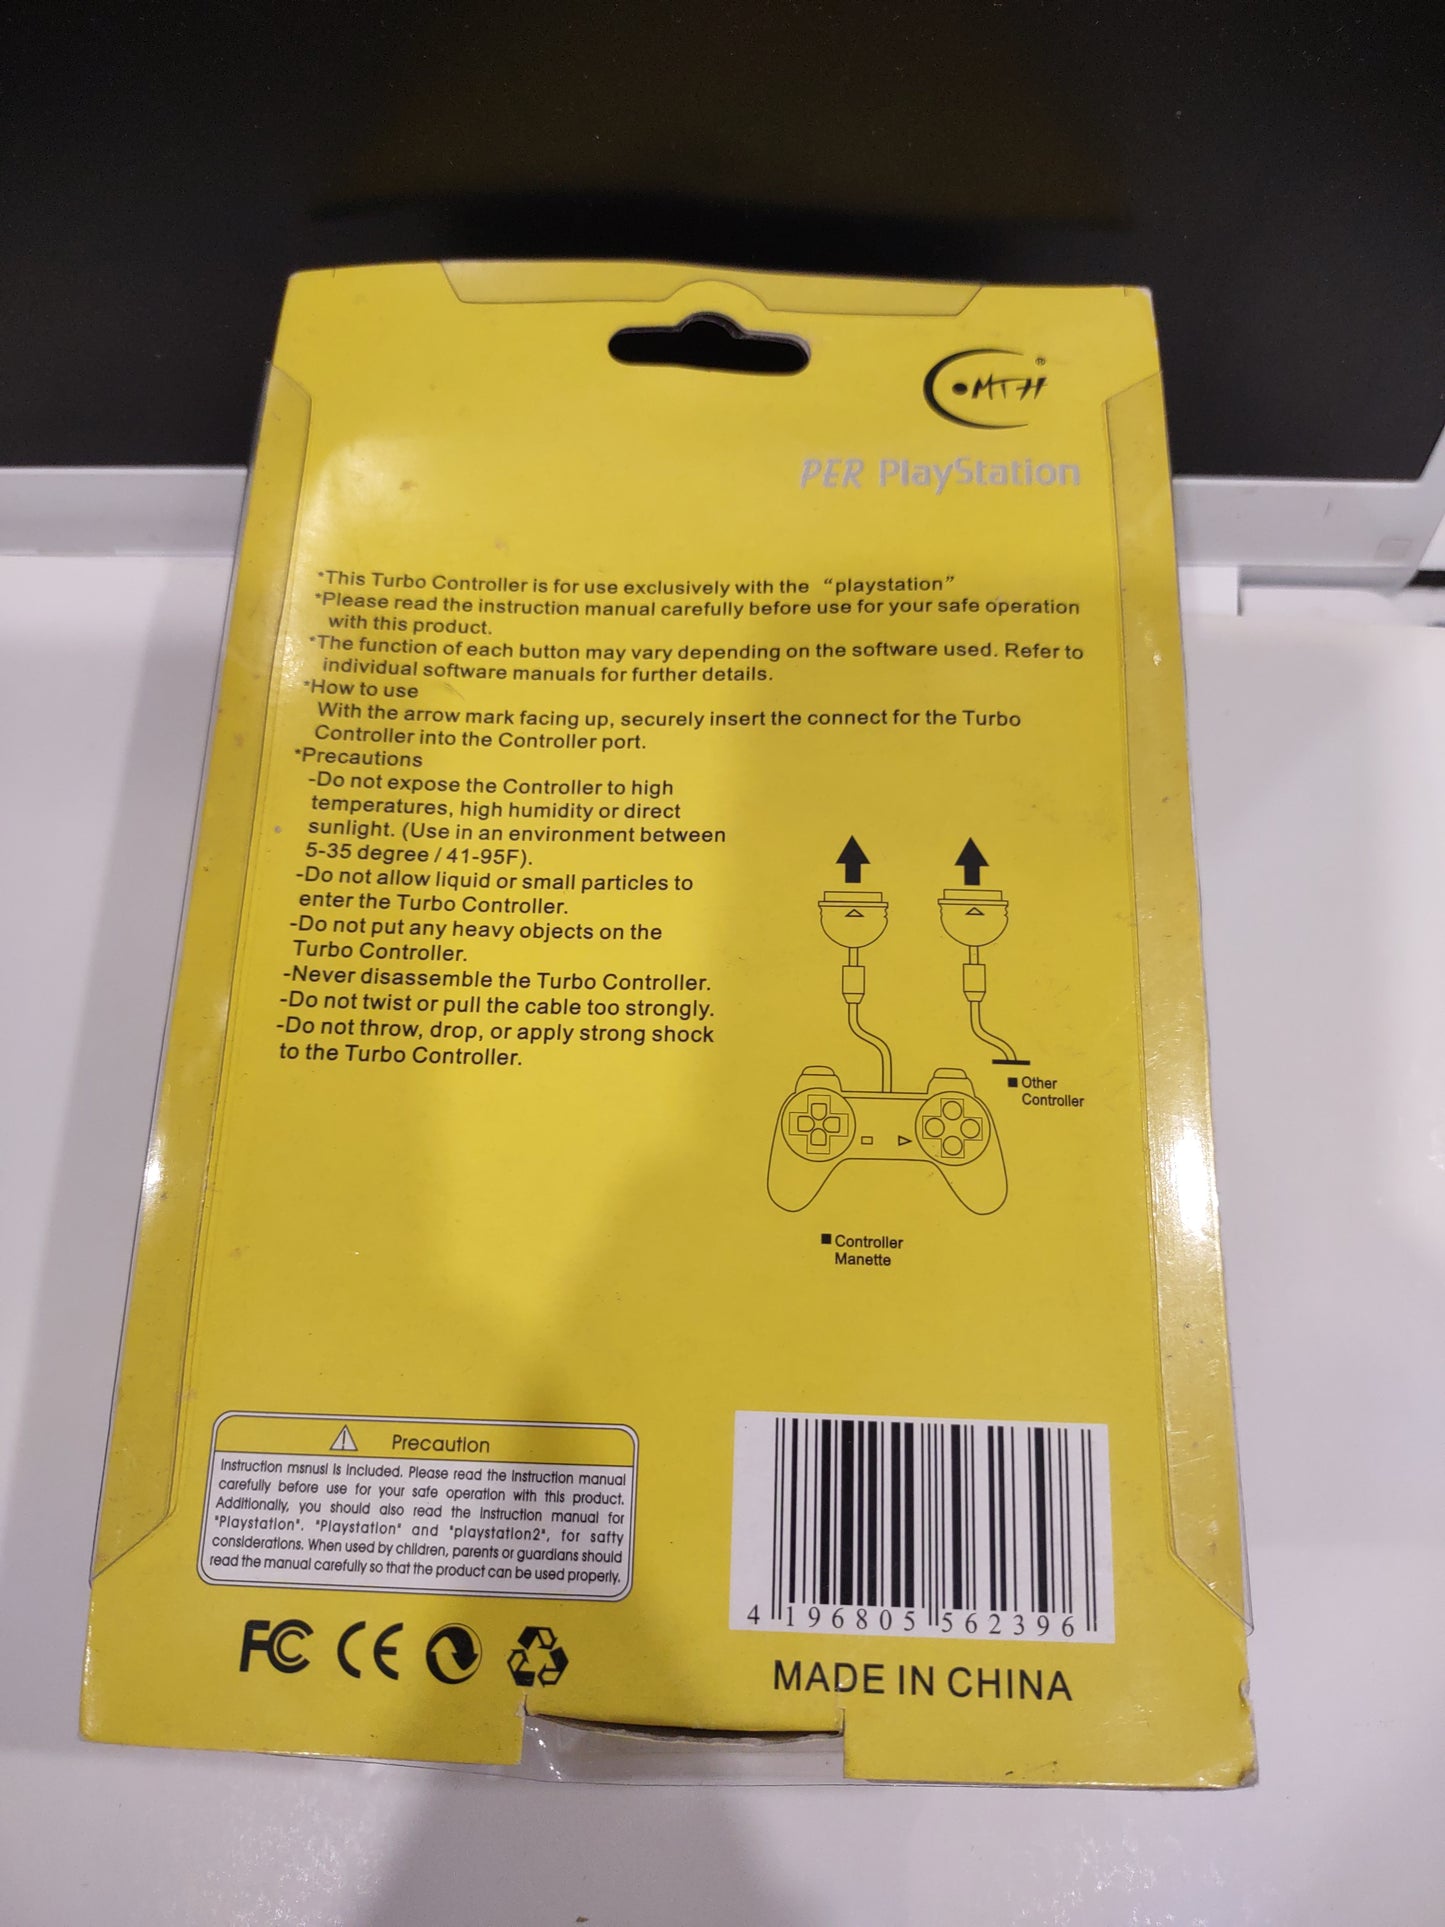 MTH ®
PER PlayStation
*This Turbo Controller is for use exclusively with the “playstation”
*Please read the instruction manual carefully before use for your safe operation
with this product.
*The function of each button may vary depending on the software used. Refer to
individual software manuals for further details.
*How to use
With the arrow mark facing up, securely insert the connect for the Turbo
Controller into the Controller port.
*Precautions
-Do not expose the Controller to high
temperatures, high humidity or direct
sunlight. (Use in an environment between
5-35 degree / 41-95F).
-Do not allow liquid or small particles to
enter the Turbo Controller.
-Do not put any heavy objects on the
Turbo Controller.
-Never disassemble the Turbo Controller.
-Do not twist or pull the cable too strongly.
-Do not throw, drop, or apply strong shock
to the Turbo Controller.
■ Other
Controller
■ Controller
Manette
Precaution
Instruction msnusl is Included. Please read the Instruction manual
carefully before use for your safe operation with this product.
Additionally, you should also read the Instruction manual for
"Playstation". "Playstation" and "playstation2", for safty
considerations. When used by children, parents or guardians should
read the manual carefully so that the product can be used properly.
FC CE
4 196805 562396
MADE IN CHINA